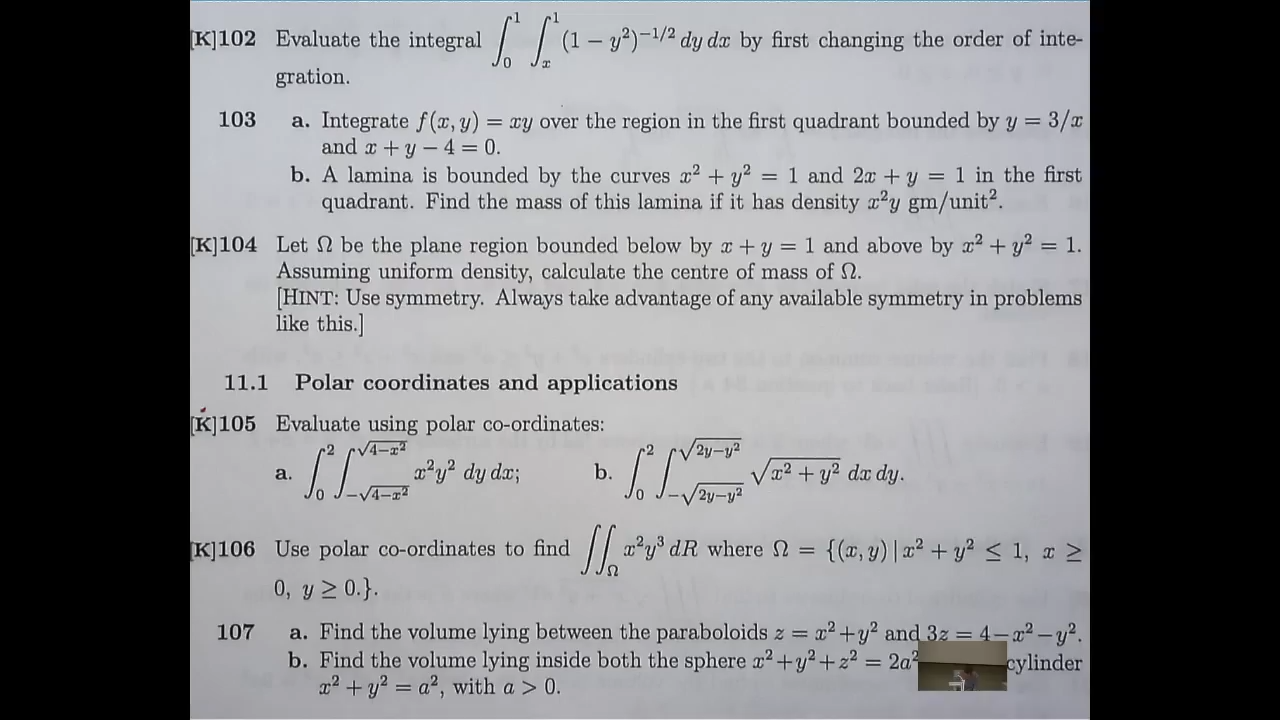 [K]102 Evaluate the integral ∫₀¹ ∫ₓ¹ (1 − y²)^{−1/2} dy dx by first changing the order of inte-
gration.
103 a. Integrate f(x, y) = xy over the region in the first quadrant bounded by y = 3/x
and x + y − 4 = 0.
b. A lamina is bounded by the curves x² + y² = 1 and 2x + y = 1 in the first
quadrant. Find the mass of this lamina if it has density x²y gm/unit².
[K]104 Let Ω be the plane region bounded below by x + y = 1 and above by x² + y² = 1.
Assuming uniform density, calculate the centre of mass of Ω.
[HINT: Use symmetry. Always take advantage of any available symmetry in problems
like this.]
11.1 Polar coordinates and applications
[K]105 Evaluate using polar co-ordinates:
a. ∫₀² ∫_{−√(4−x²)}^{√(4−x²)} x²y² dy dx; b. ∫₀² ∫_{−√(2y−y²)}^{√(2y−y²)} √(x² + y²) dx dy.
[K]106 Use polar co-ordinates to find ∬_Ω x²y³ dR where Ω = {(x, y) | x² + y² ≤ 1, x ≥
0, y ≥ 0.}.
107 a. Find the volume lying between the paraboloids z = x² + y² and 3z = 4 − x² − y².
b. Find the volume lying inside both the sphere x² + y² + z² = 2a² cylinder
x² + y² = a², with a > 0.